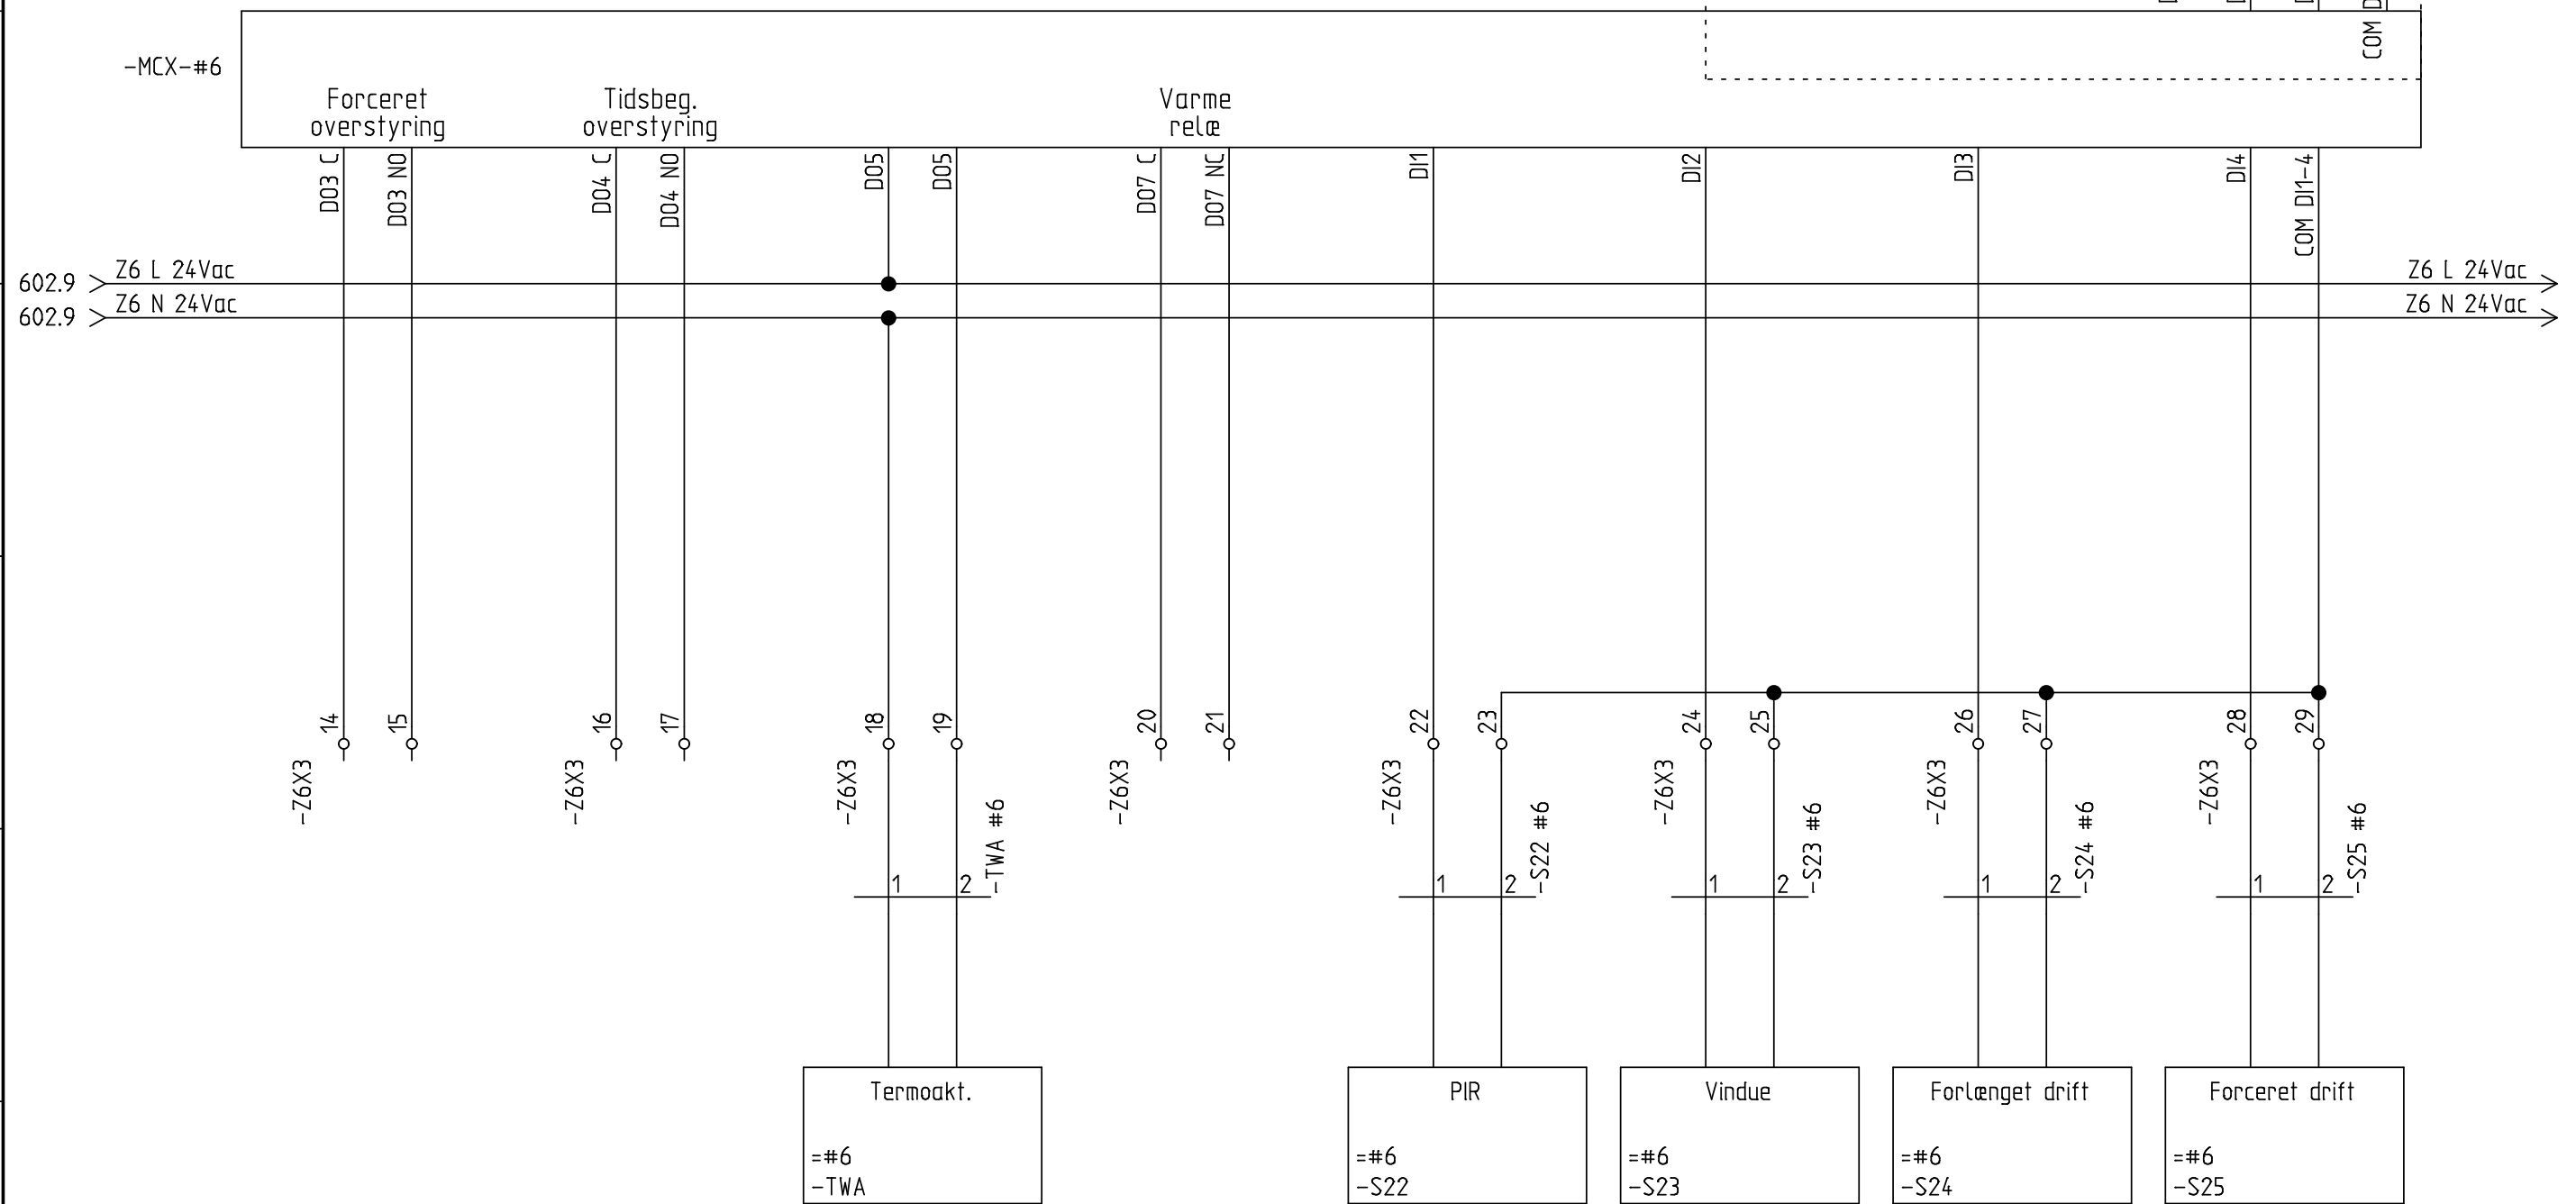 COM D
-MCX-#6
Forceret
overstyring
Tidsbeg.
overstyring
Varme
relæ
DO3 C
DO3 NO
DO4 C
DO4 NO
DO5
DO5
DO7 C
DO7 NC
DI1
DI2
DI3
DI4
COM DI1-4
602.9
Z6 L 24Vac
Z6 L 24Vac
602.9
Z6 N 24Vac
Z6 N 24Vac
14
15
16
17
18
19
20
21
22
23
24
25
26
27
28
29
-Z6X3
-Z6X3
-Z6X3
-Z6X3
-Z6X3
-Z6X3
-Z6X3
-Z6X3
1
2
-TWA #6
1
2
-S22 #6
1
2
-S23 #6
1
2
-S24 #6
1
2
-S25 #6
Termoakt.
=#6
-TWA
PIR
=#6
-S22
Vindue
=#6
-S23
Forlænget drift
=#6
-S24
Forceret drift
=#6
-S25